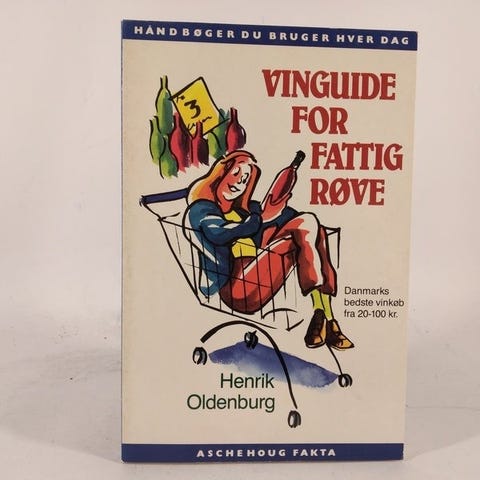 HÅNDBØGER DU BRUGER HVER DAG
3
VINGUIDE
FOR
FATTIG
RØVE
Danmarks
bedste vinkøb
fra 20-100 kr.
Henrik
Oldenburg
ASCHEHOUG FAKTA